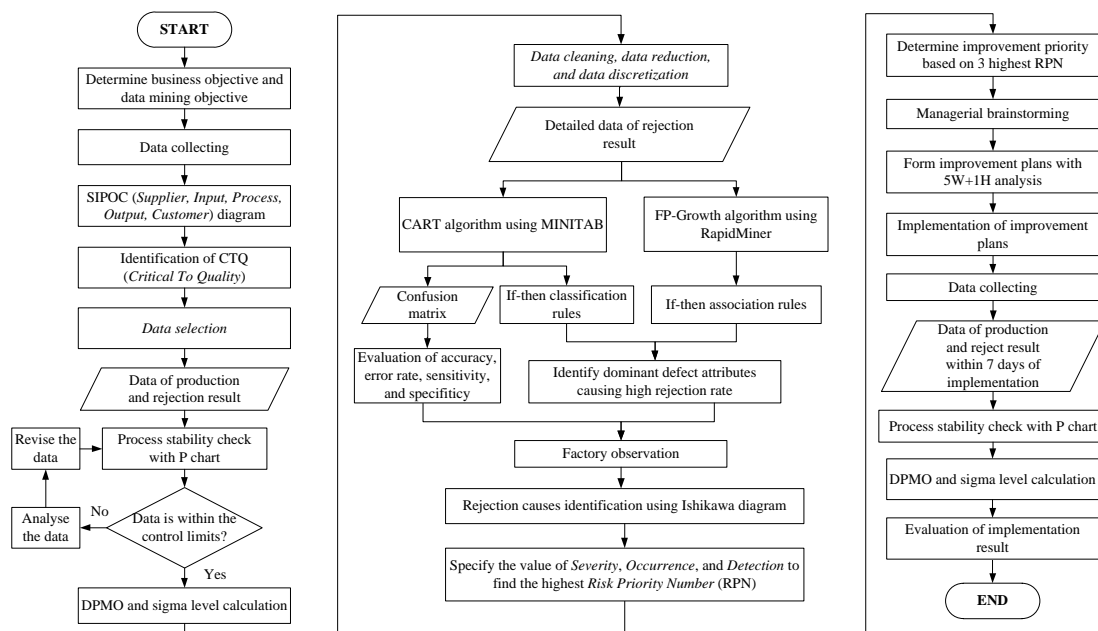 START
Determine business objective and
data mining objective
Data collecting
SIPOC (Supplier, Input, Process,
Output, Customer) diagram
Identification of CTQ
(Critical To Quality)
Data selection
Data of production
and rejection result
Revise the
data
Process stability check
with P chart
Analyse
the data
No
Data is within the
control limits?
Yes
DPMO and sigma level calculation
Data cleaning, data reduction,
and data discretization
Detailed data of rejection
result
CART algorithm using MINITAB
FP-Growth algorithm using
RapidMiner
Confusion
matrix
If-then classification
rules
If-then association rules
Evaluation of accuracy,
error rate, sensitivity,
and specifiticy
Identify dominant defect attributes
causing high rejection rate
Factory observation
Rejection causes identification using Ishikawa diagram
Specify the value of Severity, Occurrence, and Detection to
find the highest Risk Priority Number (RPN)
Determine improvement priority
based on 3 highest RPN
Managerial brainstorming
Form improvement plans with
5W+1H analysis
Implementation of improvement
plans
Data collecting
Data of production
and reject result
within 7 days of
implementation
Process stability check with P chart
DPMO and sigma level calculation
Evaluation of implementation
result
END